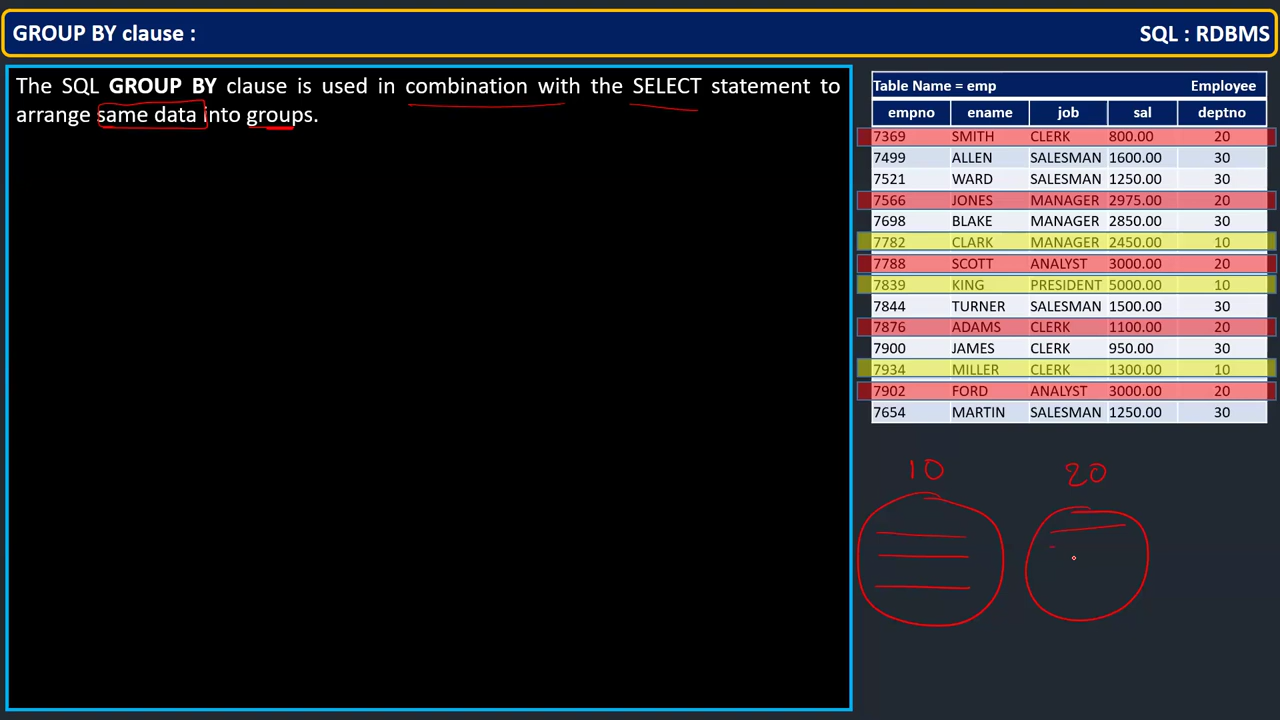 GROUP BY clause :
SQL : RDBMS
The SQL GROUP BY clause is used in combination with the SELECT statement to
arrange same data into groups.
Table Name = emp Employee
empno ename job sal deptno
7369 SMITH CLERK 800.00 20
7499 ALLEN SALESMAN 1600.00 30
7521 WARD SALESMAN 1250.00 30
7566 JONES MANAGER 2975.00 20
7698 BLAKE MANAGER 2850.00 30
7782 CLARK MANAGER 2450.00 10
7788 SCOTT ANALYST 3000.00 20
7839 KING PRESIDENT 5000.00 10
7844 TURNER SALESMAN 1500.00 30
7876 ADAMS CLERK 1100.00 20
7900 JAMES CLERK 950.00 30
7934 MILLER CLERK 1300.00 10
7902 FORD ANALYST 3000.00 20
7654 MARTIN SALESMAN 1250.00 30
10 20